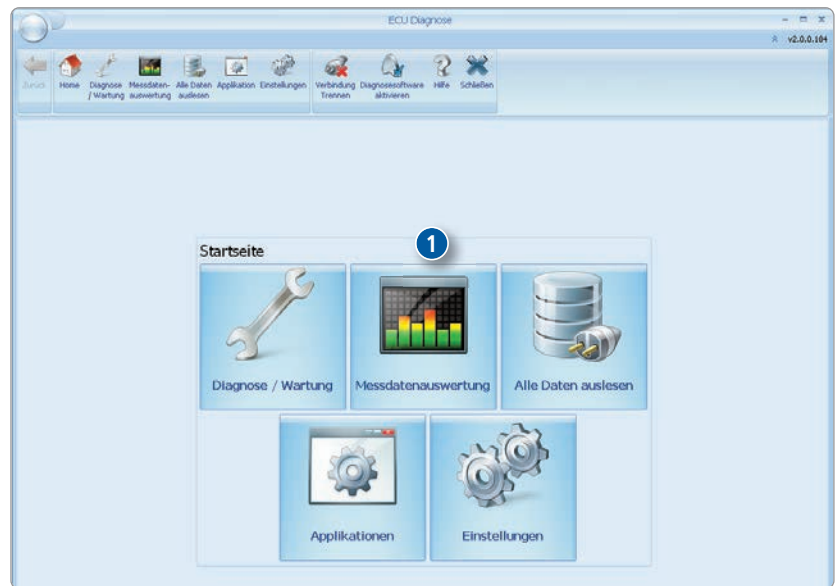 ECU Diagnose
v2.0.0.104
Zurück Home Diagnose / Wartung Messdaten-auswertung Alle Daten auslesen Applikation Einstellungen Verbindung Trennen Diagnosesoftware aktivieren Hilfe Schließen
1
Startseite
Diagnose / Wartung Messdatenauswertung Alle Daten auslesen
Applikationen Einstellungen